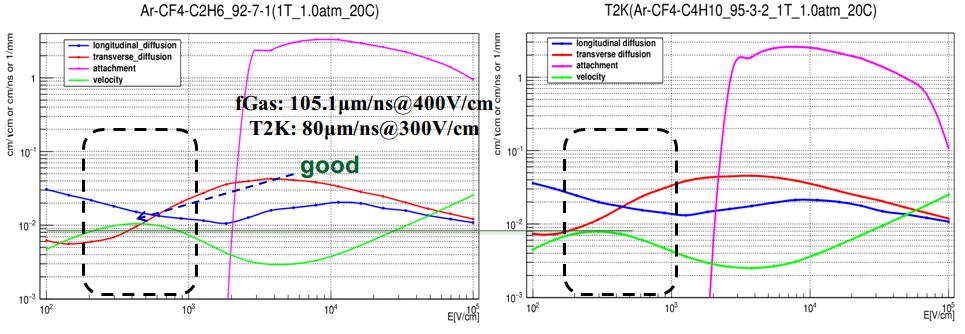 Ar-CF4-C2H6_92-7-1(1T_1.0atm_20C)
cm/√cm or cm/ns or 1/mm
longitudinal_diffusion
transverse_diffusion
attachment
velocity
fGas: 105.1μm/ns@400V/cm
T2K: 80μm/ns@300V/cm
good
1
10⁻¹
10⁻²
10⁻³
10² 10³ 10⁴ 10⁵
E[V/cm]
T2K(Ar-CF4-C4H10_95-3-2_1T_1.0atm_20C)
cm/√cm or cm/ns or 1/mm
longitudinal diffusion
transverse diffusion
attachment
velocity
1
10⁻¹
10⁻²
10⁻³
10² 10³ 10⁴ 10⁵
E[V/cm]